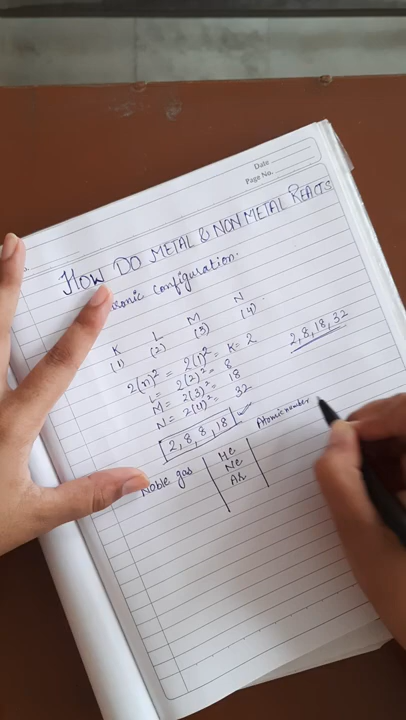 Date
Page No.
HOW DO METAL & NON METAL REACTS
ronic configuration.
K L M N
(1) (2) (3) (4)
2(n)² = 2(1)² = K = 2
L = 2(2)² = 8
M = 2(3)² = 18
N = 2(4)² = 32
2,8,18,32
2,8,8,18
Noble gas
He
Ne
Ar
Atomic number